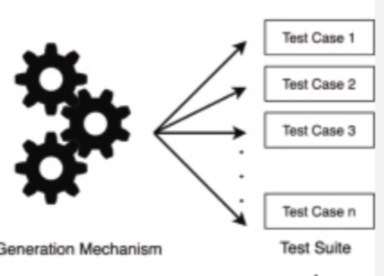 Test Case 1
Test Case 2
Test Case 3
Test Case n
Generation Mechanism
Test Suite